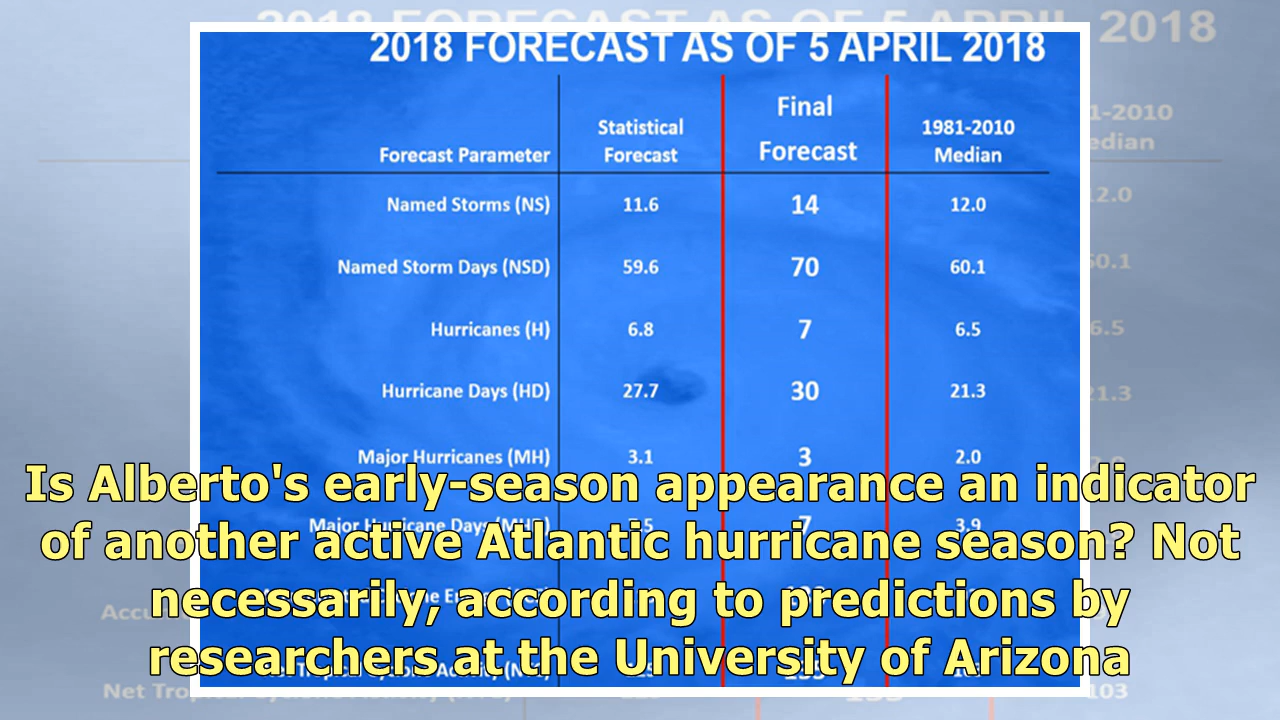 2018 FORECAST AS OF 5 APRIL 2018
Forecast Parameter Statistical Forecast Final Forecast 1981-2010 Median
Named Storms (NS) 11.6 14 12.0
Named Storm Days (NSD) 59.6 70 60.1
Hurricanes (H) 6.8 7 6.5
Hurricane Days (HD) 27.7 30 21.3
Major Hurricanes (MH) 3.1 3 2.0
Major Hurricane Days 7 3.9
Is Alberto's early-season appearance an indicator
of another active Atlantic hurricane season? Not
necessarily, according to predictions by
researchers at the University of Arizona